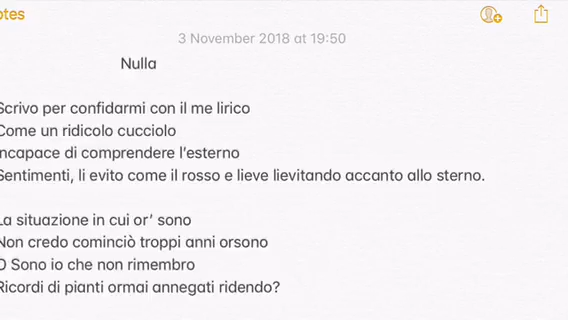 otes
3 November 2018 at 19:50
Nulla
Scrivo per confidarmi con il me lirico
Come un ridicolo cucciolo
ncapace di comprendere l’esterno
Sentimenti, li evito come il rosso e lieve lievitando accanto allo sterno.
La situazione in cui or’ sono
Non credo cominciò troppi anni orsono
O Sono io che non rimembro
Ricordi di pianti ormai annegati ridendo?